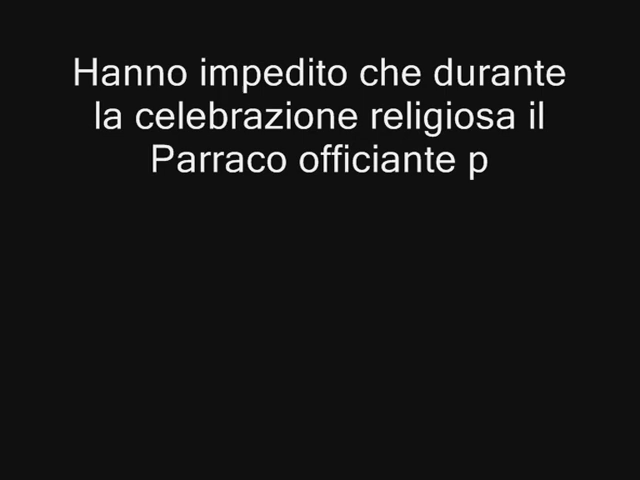 Hanno impedito che durante
la celebrazione religiosa il
Parraco officiante p